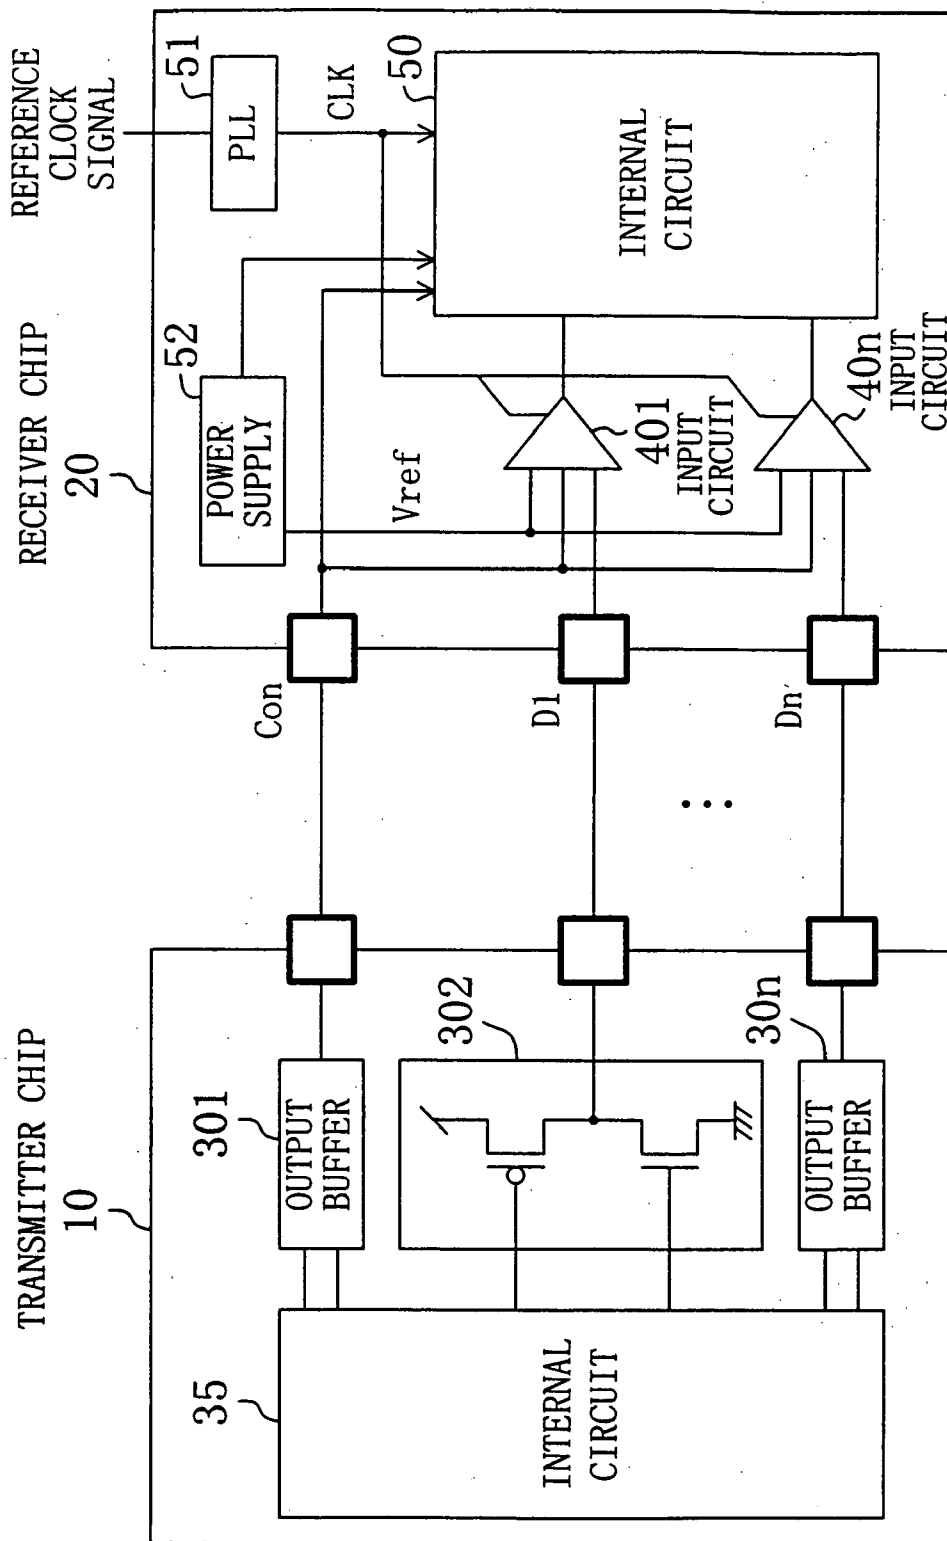 TRANSMITTER CHIP
10
RECEIVER CHIP
20
REFERENCE
CLOCK
SIGNAL
35
INTERNAL
CIRCUIT
301
OUTPUT
BUFFER
302
30n
OUTPUT
BUFFER
Con
D1
Dn
...
52
POWER
SUPPLY
Vref
51
PLL
CLK
50
INTERNAL
CIRCUIT
401
INPUT
CIRCUIT
40n
INPUT
CIRCUIT